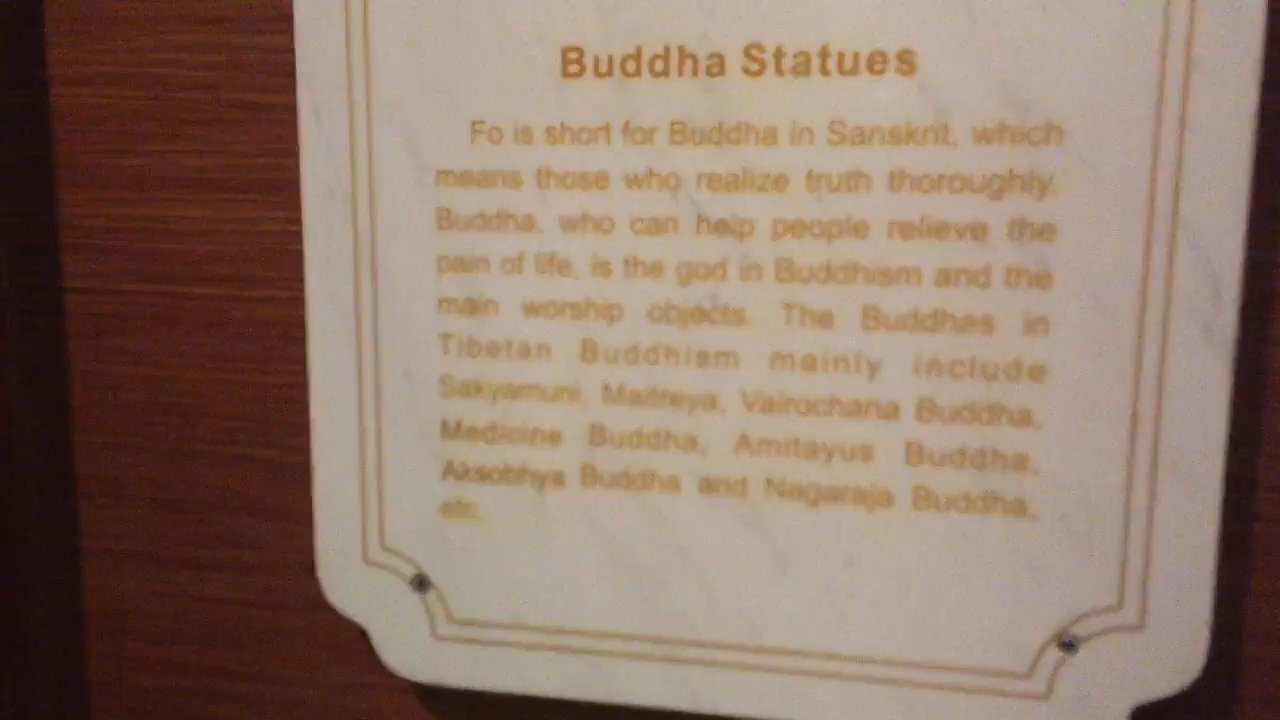 Buddha Statues
Fo is short for Buddha in Sanskrit, which
means those who realize truth thoroughly.
Buddha, who can help people relieve the
pain of life, is the god in Buddhism and the
main worship objects. The Buddhas in
Tibetan Buddhism mainly include
Sakyamuni, Maitreya, Vairochana Buddha,
Medicine Buddha, Amitayus Buddha,
Aksobhya Buddha and Nagaraja Buddha,
etc.